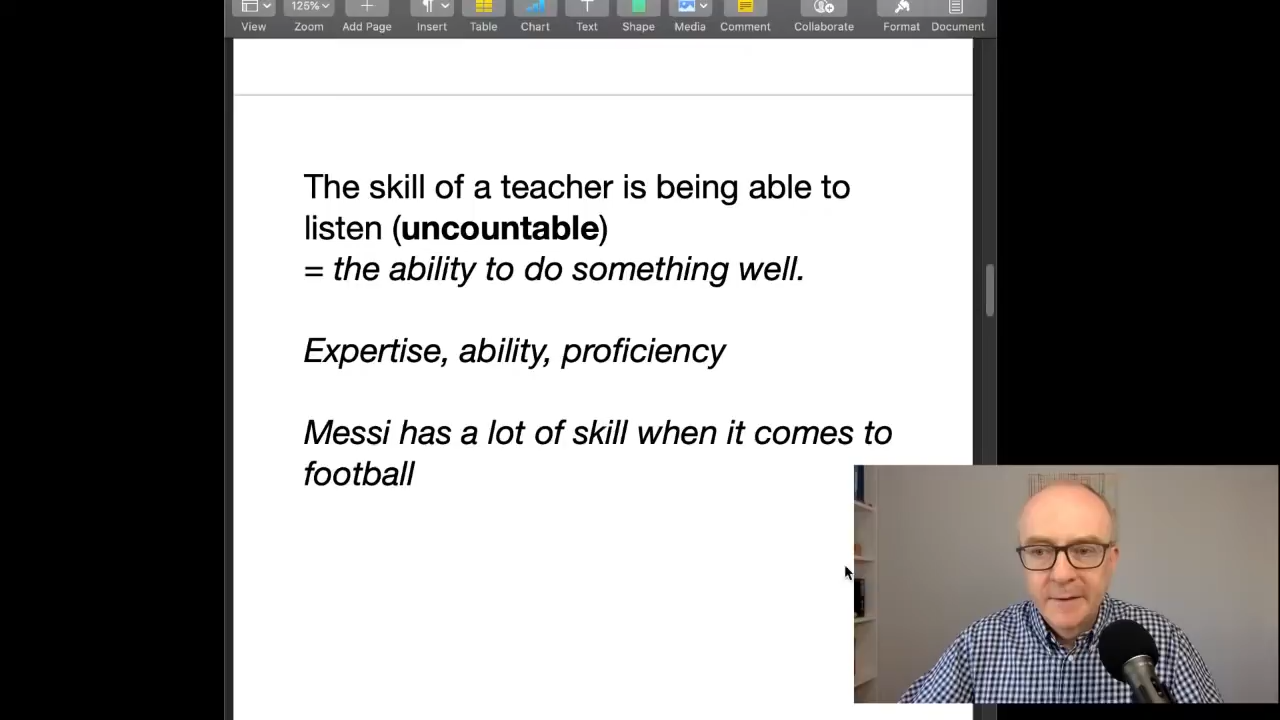 125%
View Zoom Add Page Insert Table Chart Text Shape Media Comment Collaborate Format Document
The skill of a teacher is being able to
listen (uncountable)
= the ability to do something well.
Expertise, ability, proficiency
Messi has a lot of skill when it comes to
football